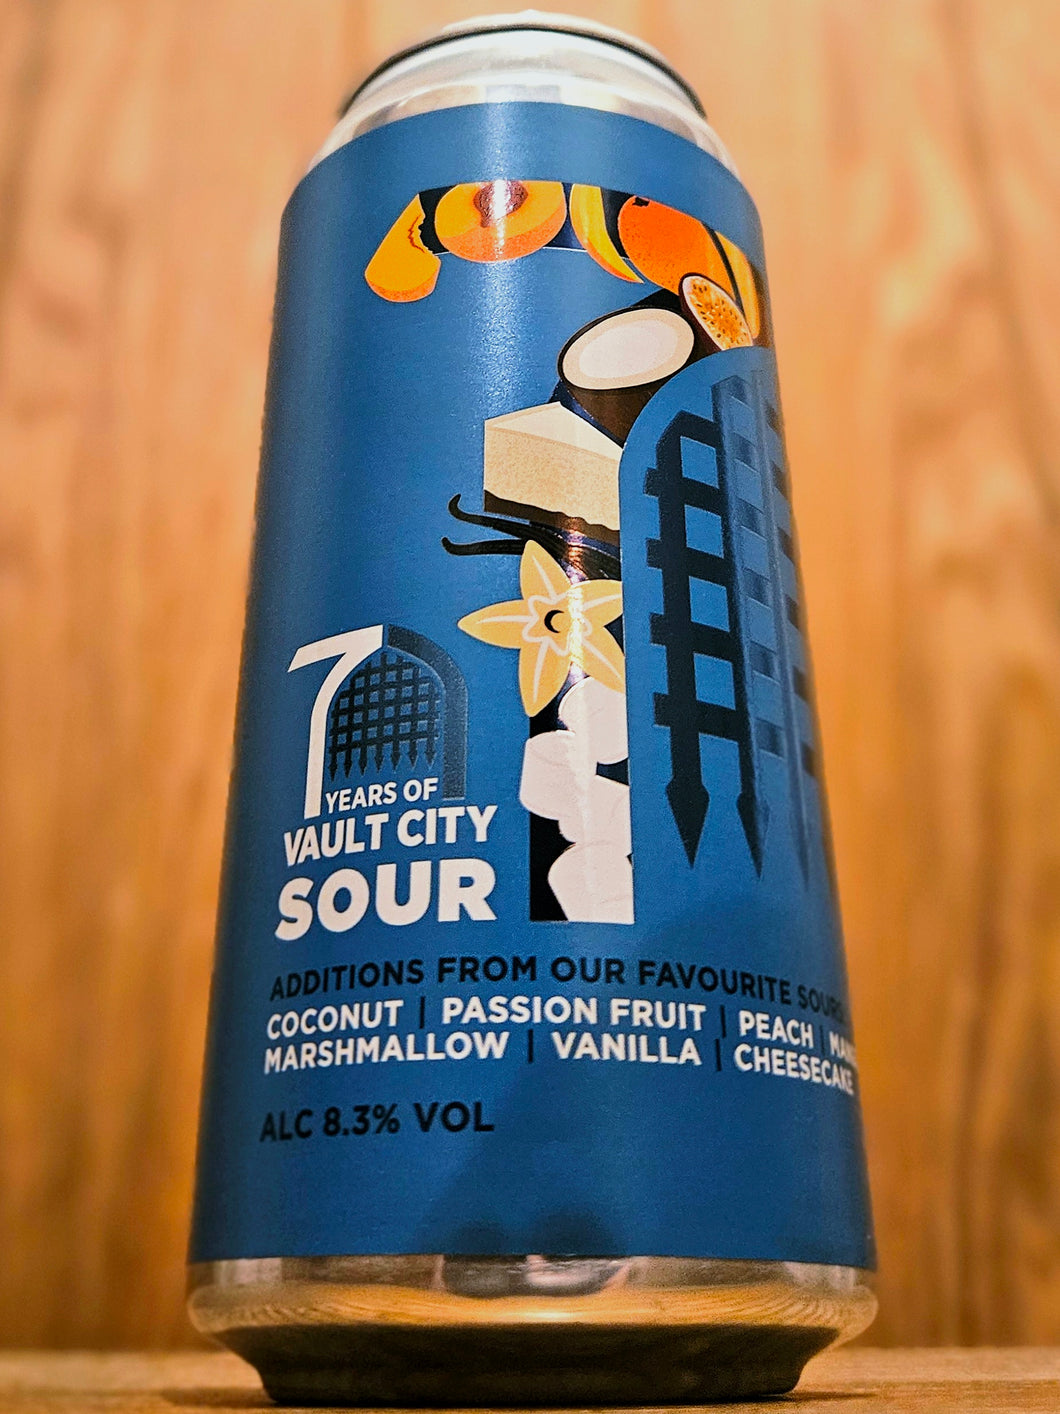 7
YEARS OF
VAULT CITY
SOUR
ADDITIONS FROM OUR FAVOURITE SOURS
COCONUT | PASSION FRUIT | PEACH |
MARSHMALLOW | VANILLA | CHEESECAKE
ALC 8.3% VOL